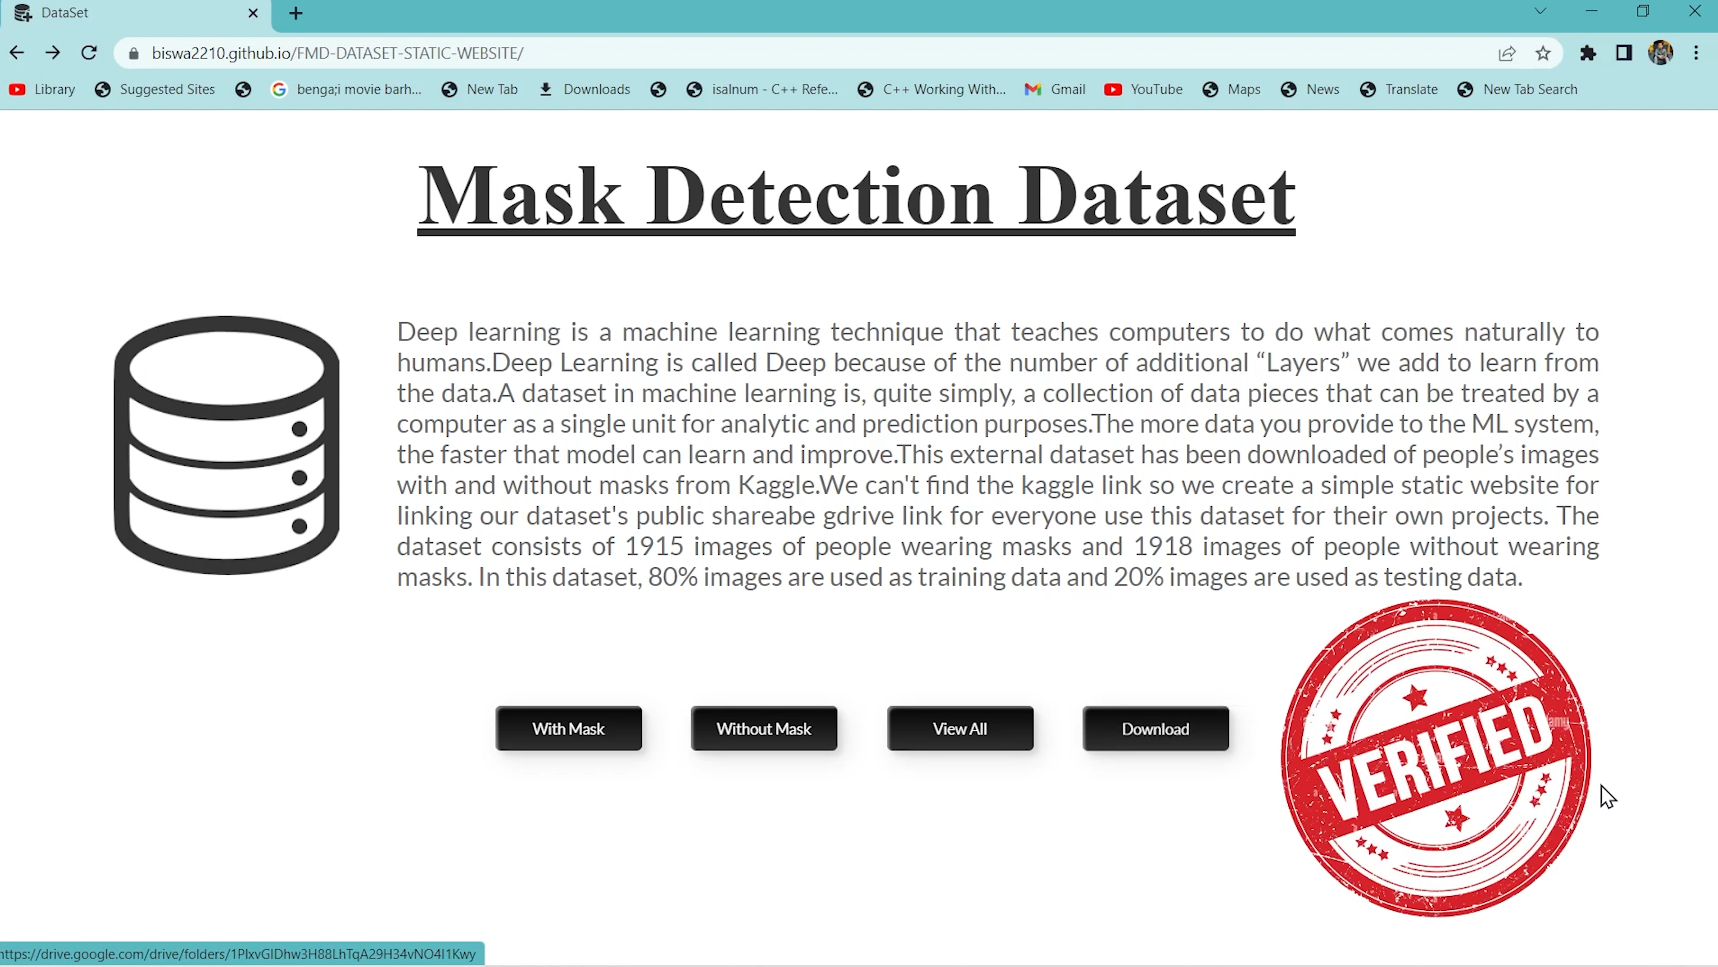 DataSet
biswa2210.github.io/FMD-DATASET-STATIC-WEBSITE/
Library Suggested Sites benga;i movie barh... New Tab Downloads isalnum - C++ Refe... C++ Working With... Gmail YouTube Maps News Translate New Tab Search
Mask Detection Dataset
Deep learning is a machine learning technique that teaches computers to do what comes naturally to
humans.Deep Learning is called Deep because of the number of additional “Layers” we add to learn from
the data.A dataset in machine learning is, quite simply, a collection of data pieces that can be treated by a
computer as a single unit for analytic and prediction purposes.The more data you provide to the ML system,
the faster that model can learn and improve.This external dataset has been downloaded of people’s images
with and without masks from Kaggle.We can't find the kaggle link so we create a simple static website for
linking our dataset's public shareabe gdrive link for everyone use this dataset for their own projects. The
dataset consists of 1915 images of people wearing masks and 1918 images of people without wearing
masks. In this dataset, 80% images are used as training data and 20% images are used as testing data.
With Mask Without Mask View All Download
VERIFIED